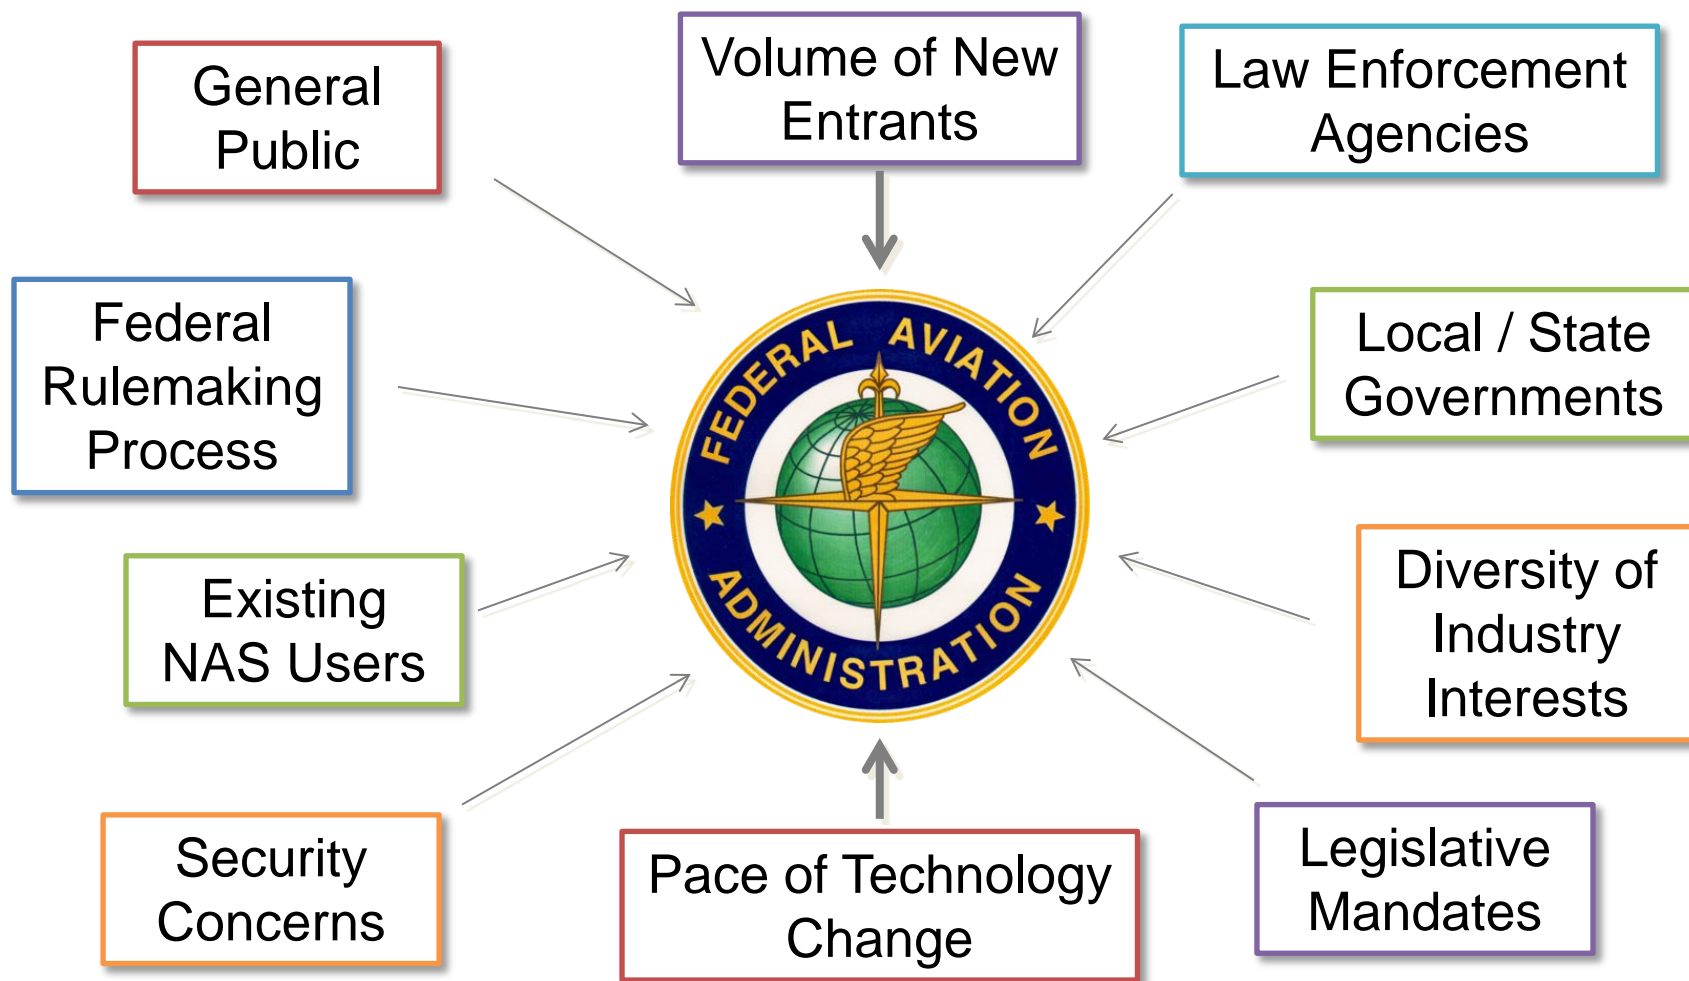 General
Public
Volume of New
Entrants
Law Enforcement
Agencies
Federal
Rulemaking
Process
FEDERAL AVIATION
ADMINISTRATION
Local / State
Governments
Existing
NAS Users
Diversity of
Industry
Interests
Security
Concerns
Pace of Technology
Change
Legislative
Mandates